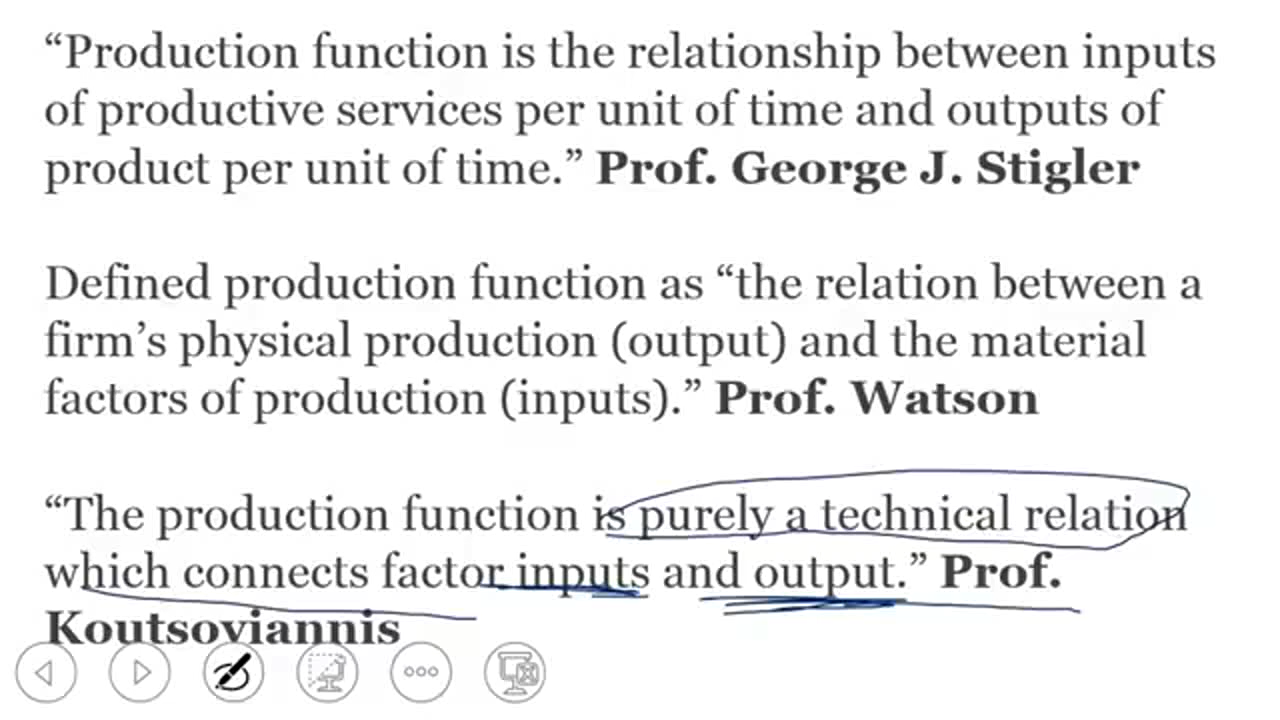 “Production function is the relationship between inputs
of productive services per unit of time and outputs of
product per unit of time.” Prof. George J. Stigler
Defined production function as “the relation between a
firm’s physical production (output) and the material
factors of production (inputs).” Prof. Watson
“The production function is purely a technical relation
which connects factor inputs and output.” Prof.
Koutsoyiannis